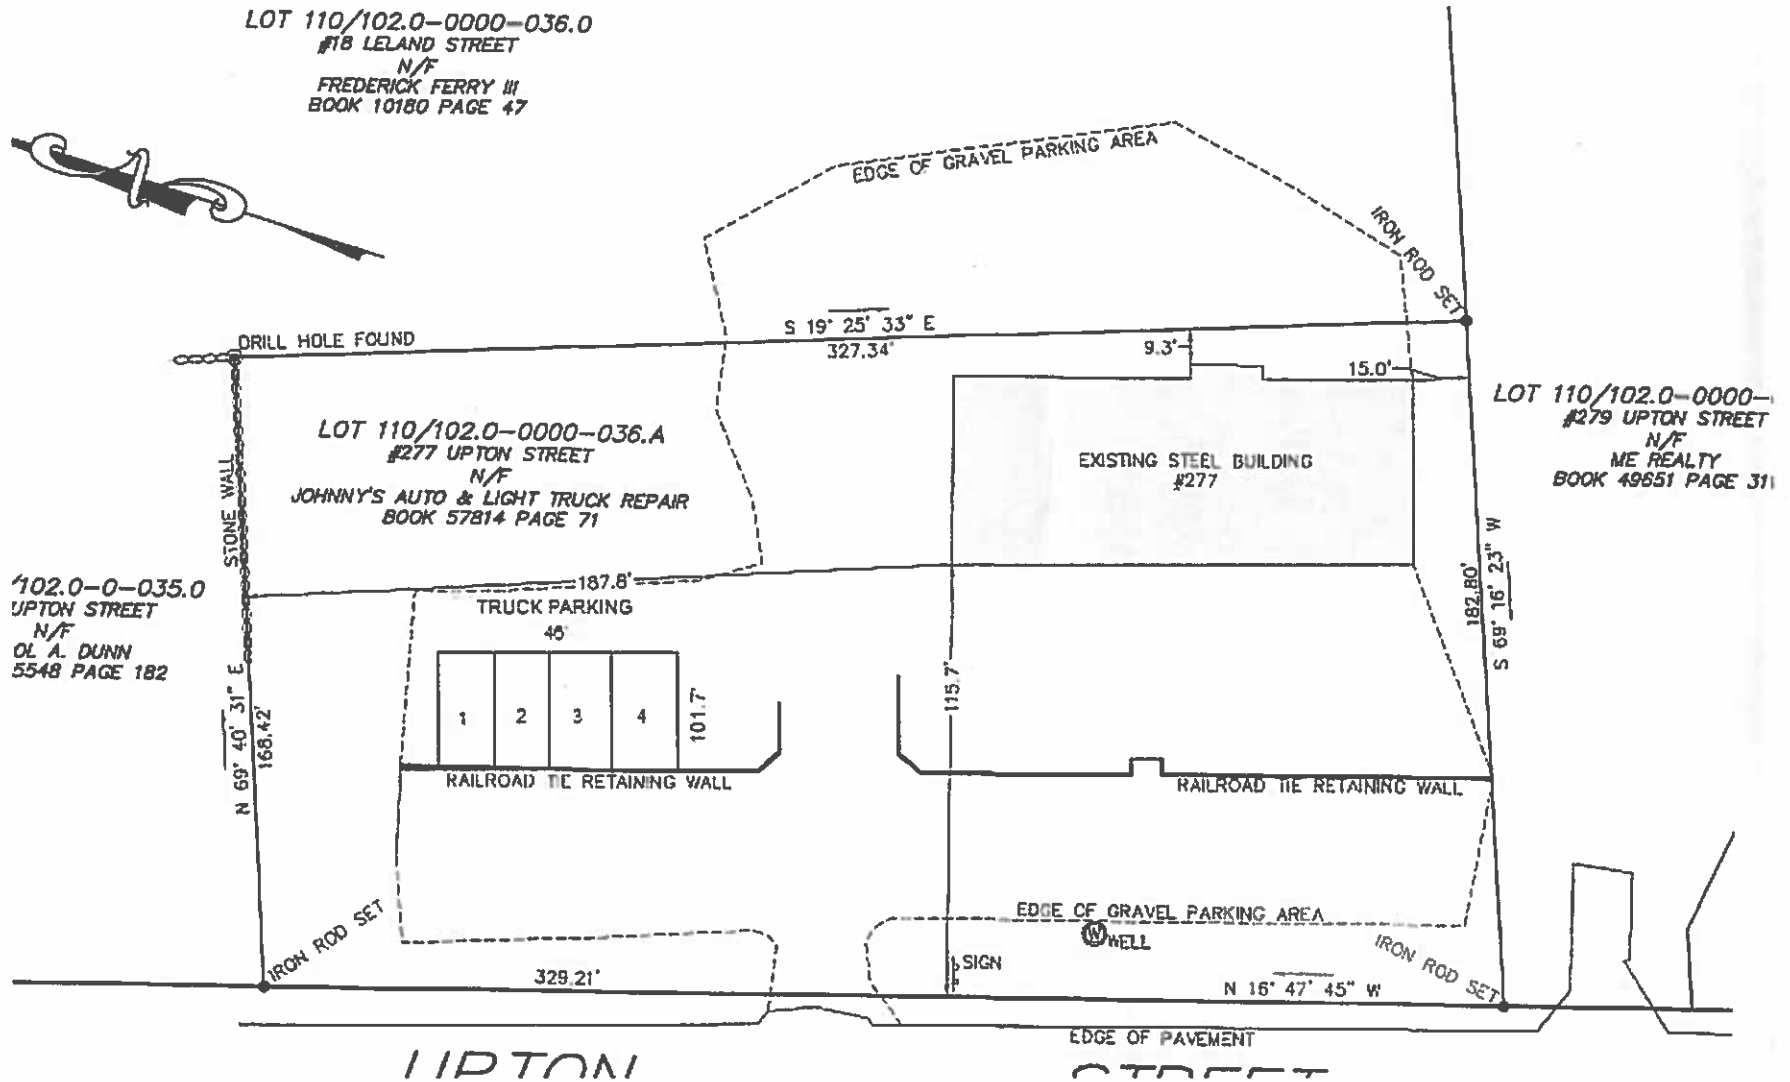 LOT 110/102.0-0000-036.0
#18 LELAND STREET
N/F
FREDERICK FERRY III
BOOK 10180 PAGE 47
EDGE OF GRAVEL PARKING AREA
IRON ROD SET
DRILL HOLE FOUND
S 19° 25' 33" E
327.34'
9.3'
15.0'
LOT 110/102.0-0000-
#279 UPTON STREET
N/F
ME REALTY
BOOK 49651 PAGE 311
LOT 110/102.0-0000-036.A
#277 UPTON STREET
N/F
JOHNNY'S AUTO & LIGHT TRUCK REPAIR
BOOK 57814 PAGE 71
EXISTING STEEL BUILDING
#277
STONE WALL
/102.0-0-035.0
UPTON STREET
N/F
OL A. DUNN
5548 PAGE 182
187.8'
TRUCK PARKING
46'
1
2
3
4
101.7'
115.7'
182.80'
S 69° 16' 23" W
N 69° 40' 31" E
168.42'
RAILROAD TIE RETAINING WALL
RAILROAD TIE RETAINING WALL
EDGE OF GRAVEL PARKING AREA
W WELL
IRON ROD SET
IRON ROD SET
SIGN
329.21'
N 16° 47' 45" W
EDGE OF PAVEMENT
UPTON STREET